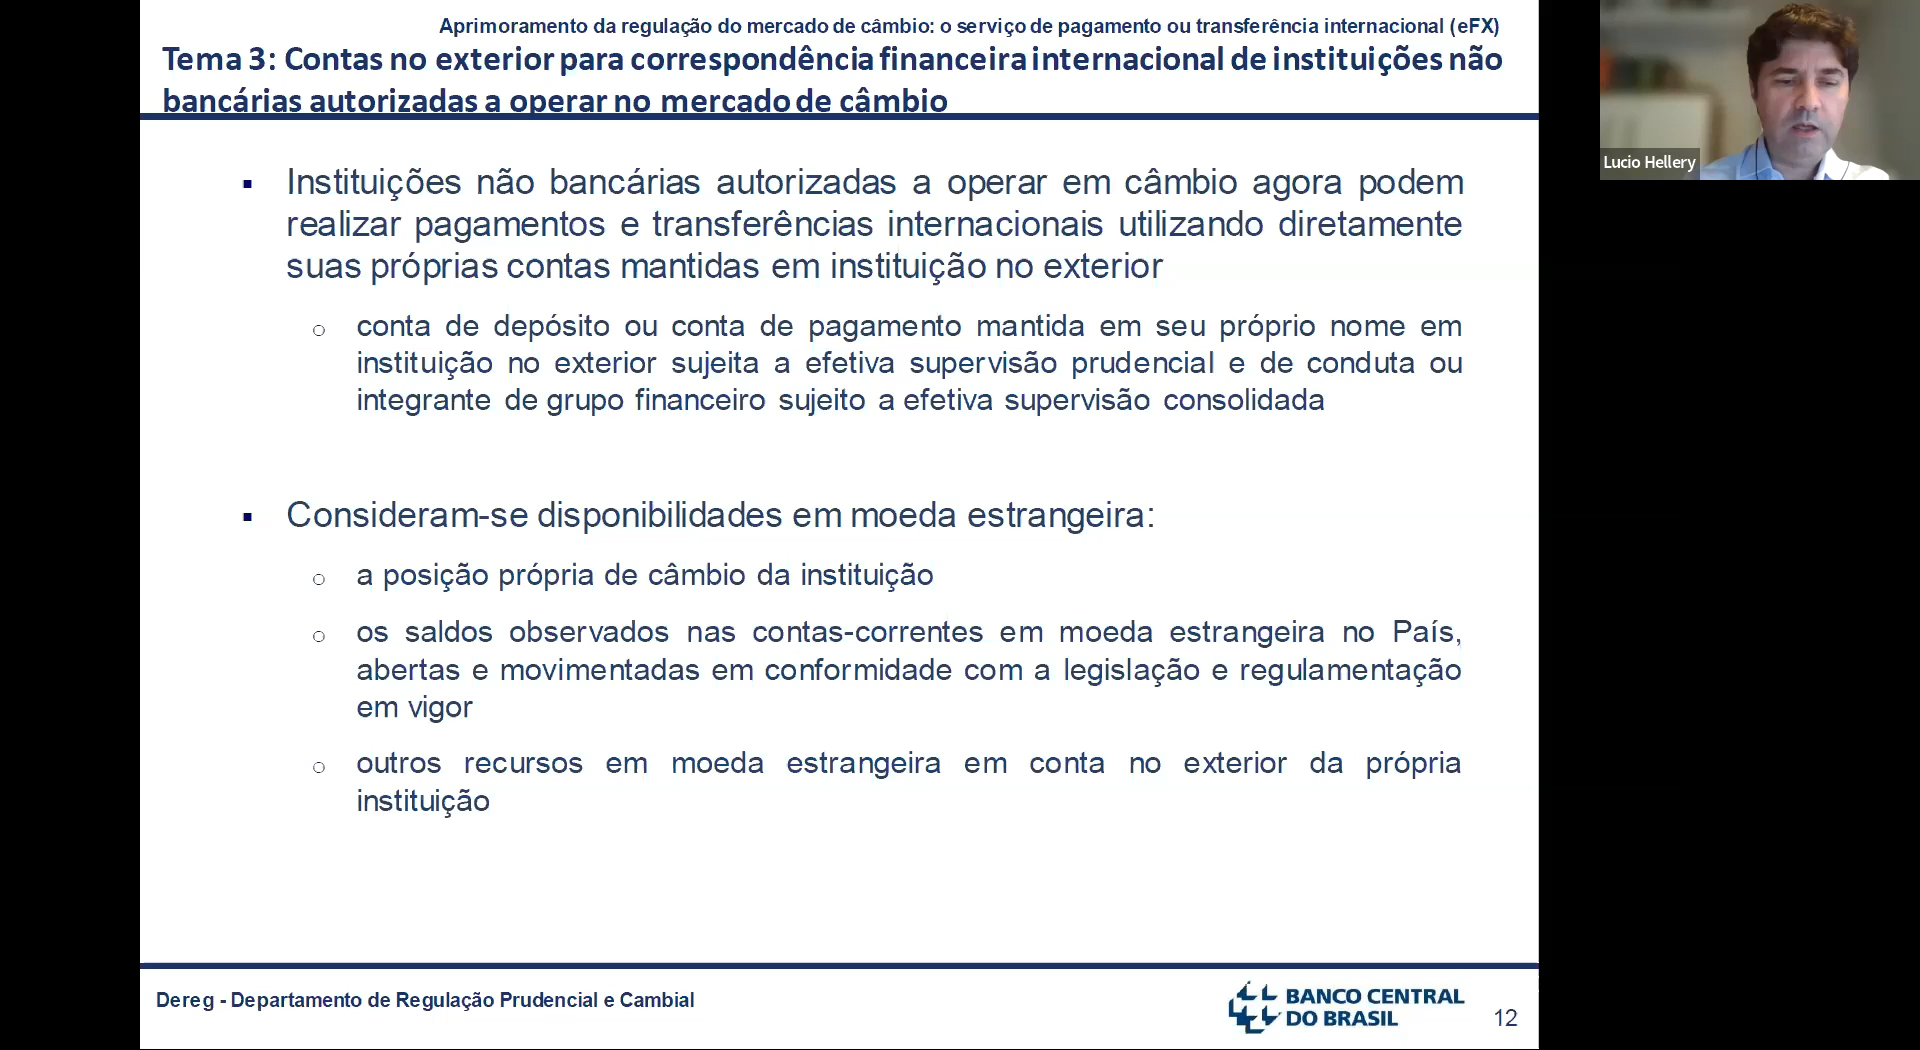 Aprimoramento da regulação do mercado de câmbio: o serviço de pagamento ou transferência internacional (eFX)
Tema 3: Contas no exterior para correspondência financeira internacional de instituições não
bancárias autorizadas a operar no mercado de câmbio
Lucio Hellery
▪ Instituições não bancárias autorizadas a operar em câmbio agora podem
realizar pagamentos e transferências internacionais utilizando diretamente
suas próprias contas mantidas em instituição no exterior
o conta de depósito ou conta de pagamento mantida em seu próprio nome em
instituição no exterior sujeita a efetiva supervisão prudencial e de conduta ou
integrante de grupo financeiro sujeito a efetiva supervisão consolidada
▪ Consideram-se disponibilidades em moeda estrangeira:
o a posição própria de câmbio da instituição
o os saldos observados nas contas-correntes em moeda estrangeira no País,
abertas e movimentadas em conformidade com a legislação e regulamentação
em vigor
o outros recursos em moeda estrangeira em conta no exterior da própria
instituição
Dereg - Departamento de Regulação Prudencial e Cambial
BANCO CENTRAL
DO BRASIL
12